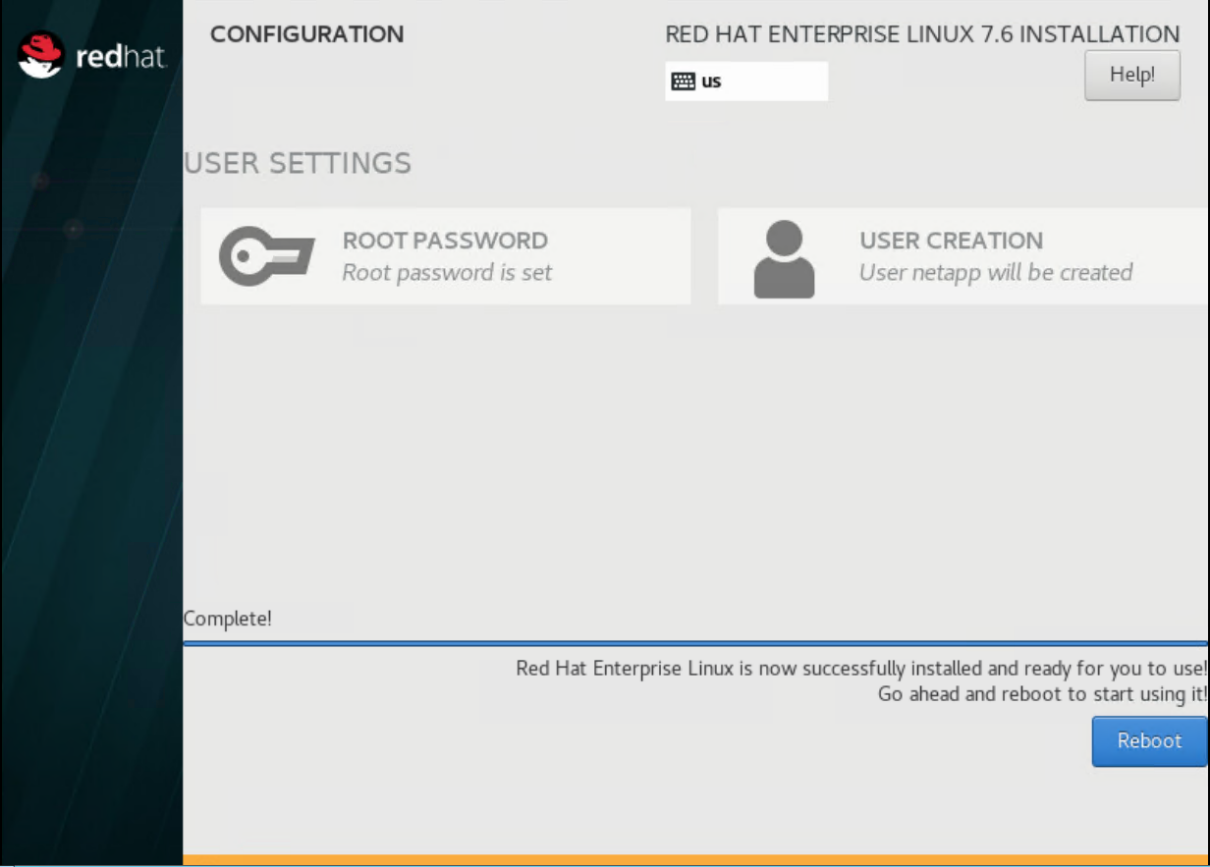 redhat.
CONFIGURATION
RED HAT ENTERPRISE LINUX 7.6 INSTALLATION
us
Help!
USER SETTINGS
ROOT PASSWORD
Root password is set
USER CREATION
User netapp will be created
Complete!
Red Hat Enterprise Linux is now successfully installed and ready for you to use!
Go ahead and reboot to start using it!
Reboot